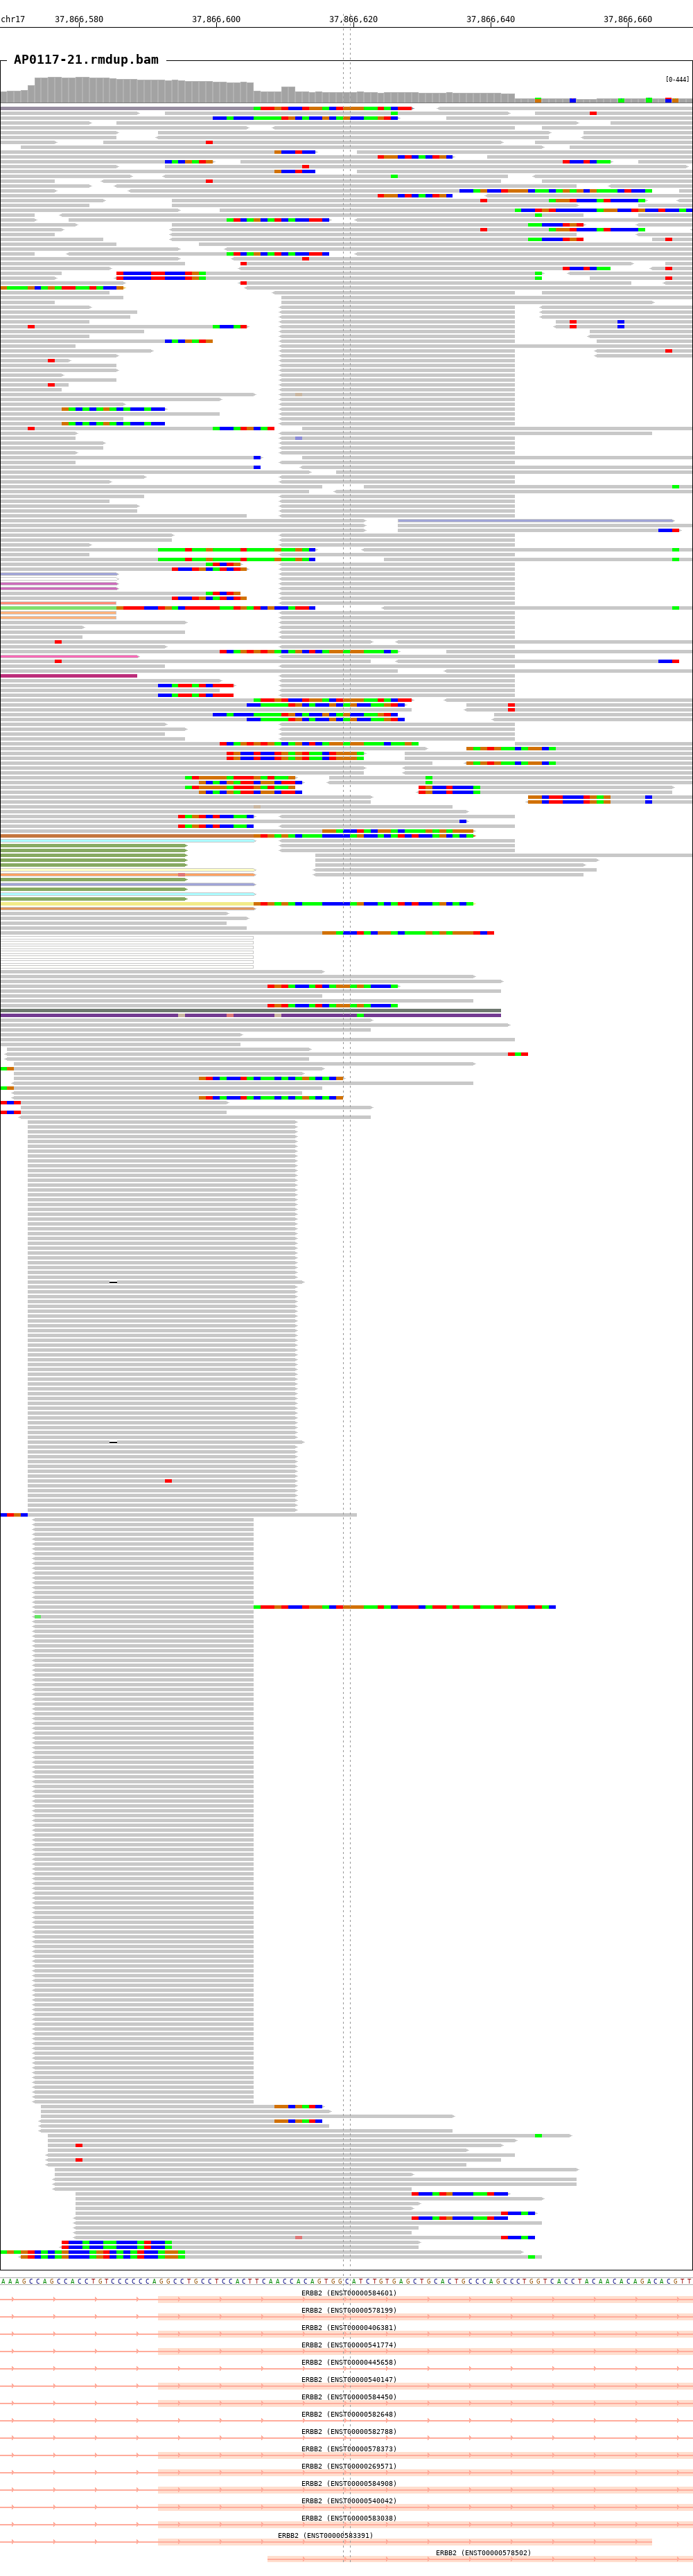 chr17 37,866,580 37,866,600 37,866,620 37,866,640 37,866,660
AP0117-21.rmdup.bam
[0-444]
AAAGCCAGCCACCTGTCCCCCCAGGCCTGCCTCCACTTCAACCACAGTGGCATCTGTGAGCTGCACTGCCCAGCCCTGGTCACCTACAACACAGACACGTT
ERBB2 (ENST00000584601)
ERBB2 (ENST00000578199)
ERBB2 (ENST00000406381)
ERBB2 (ENST00000541774)
ERBB2 (ENST00000445658)
ERBB2 (ENST00000540147)
ERBB2 (ENST00000584450)
ERBB2 (ENST00000582648)
ERBB2 (ENST00000582788)
ERBB2 (ENST00000578373)
ERBB2 (ENST00000269571)
ERBB2 (ENST00000584908)
ERBB2 (ENST00000540042)
ERBB2 (ENST00000583038)
ERBB2 (ENST00000583391)
ERBB2 (ENST00000578502)